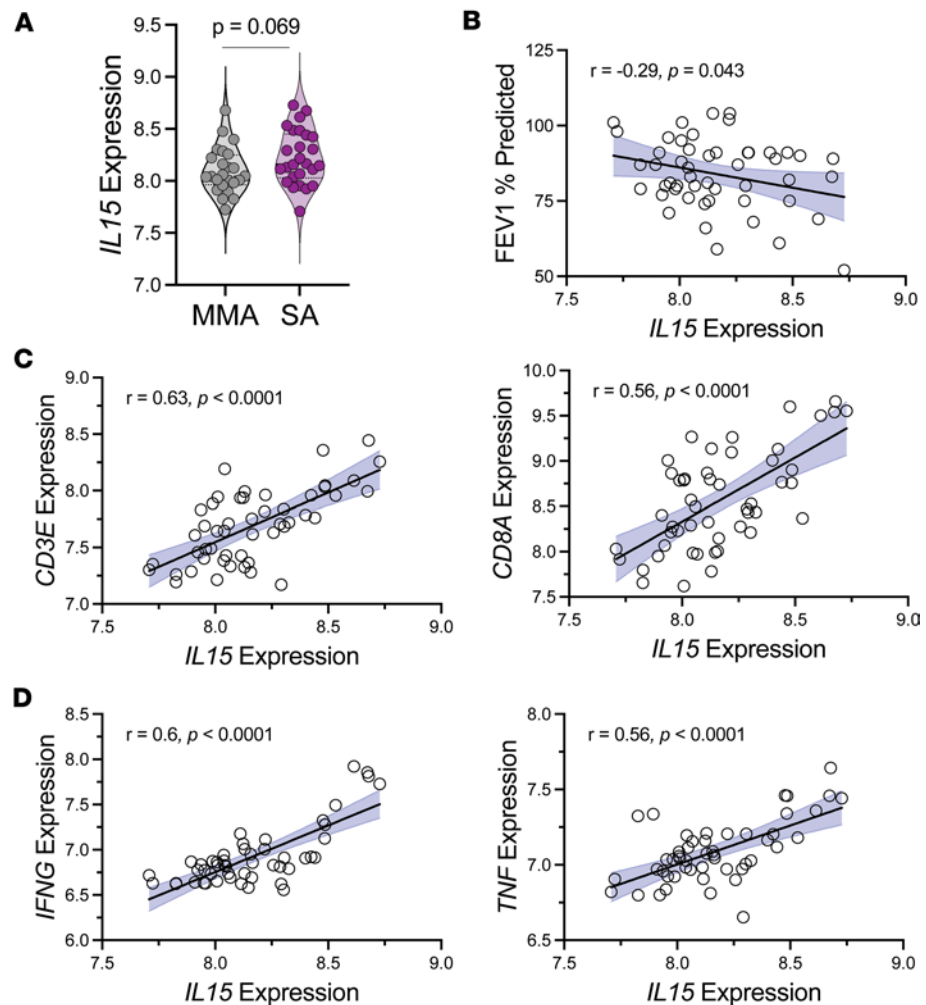 A
p = 0.069
IL15 Expression
9.5
9.0
8.5
8.0
7.5
7.0
MMA SA
B
r = -0.29, p = 0.043
FEV1 % Predicted
125
100
75
50
7.5 8.0 8.5 9.0
IL15 Expression
C
r = 0.63, p < 0.0001
CD3E Expression
9.0
8.5
8.0
7.5
7.0
7.5 8.0 8.5 9.0
IL15 Expression
r = 0.56, p < 0.0001
CD8A Expression
10.0
9.5
9.0
8.5
8.0
7.5
7.5 8.0 8.5 9.0
IL15 Expression
D
r = 0.6, p < 0.0001
IFNG Expression
8.5
8.0
7.5
7.0
6.5
6.0
7.5 8.0 8.5 9.0
IL15 Expression
r = 0.56, p < 0.0001
TNF Expression
8.0
7.5
7.0
6.5
7.5 8.0 8.5 9.0
IL15 Expression